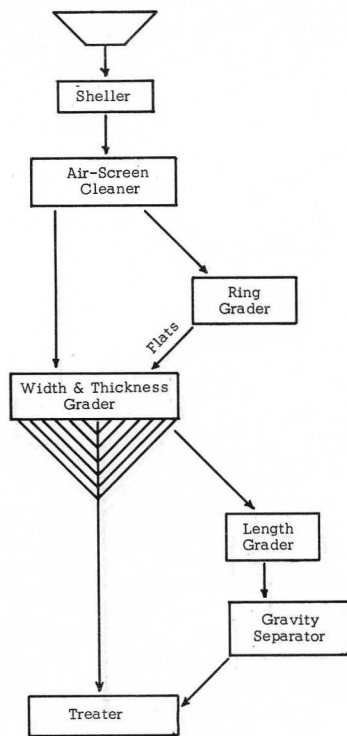 Sheller
Air-Screen
Cleaner
Ring
Grader
Flats
Width & Thickness
Grader
Length
Grader
Gravity
Separator
Treater